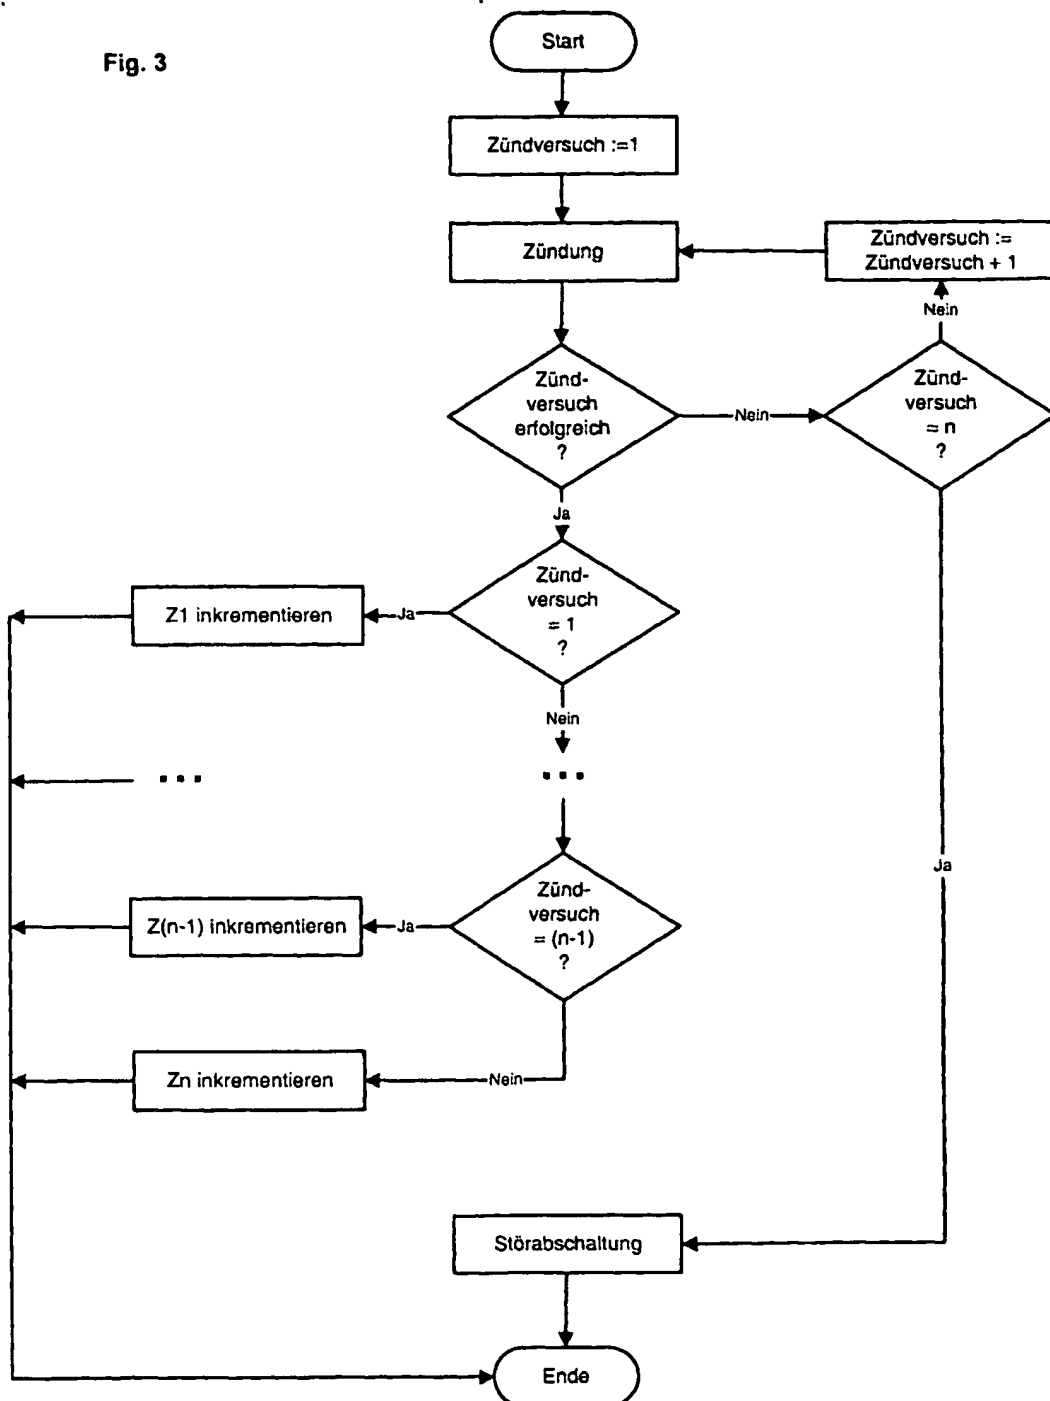 Fig. 3
Start
Zündversuch :=1
Zündung
Zündversuch :=
Zündversuch + 1
Nein
Zünd-
versuch
erfolgreich
?
Nein
Zünd-
versuch
= n
?
Ja
Zünd-
versuch
= 1
?
Ja
Z1 inkrementieren
Nein
...
...
Ja
Zünd-
versuch
= (n-1)
?
Ja
Z(n-1) inkrementieren
Nein
Zn inkrementieren
Störabschaltung
Ende